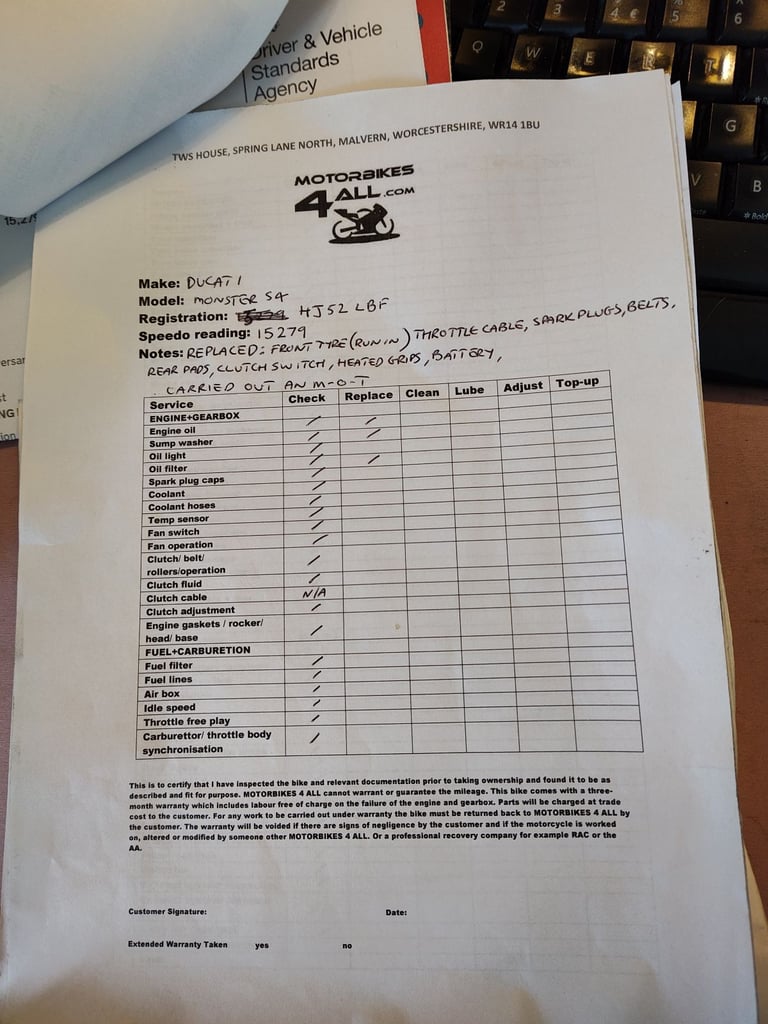 Driver & Vehicle
Standards
Agency
TWS HOUSE, SPRING LANE NORTH, MALVERN, WORCESTERSHIRE, WR14 1BU
MOTORBIKES
4 ALL.COM
Make: DUCATI
Model: MONSTER S4
Registration: HJ52 LBF
Speedo reading: 15279
Notes: REPLACED: FRONT TYRE (RUN IN) THROTTLE CABLE, SPARK PLUGS, BELTS,
REAR PADS, CLUTCH SWITCH, HEATED GRIPS, BATTERY,
CARRIED OUT AN M-O-T
Service Check Replace Clean Lube Adjust Top-up
ENGINE+GEARBOX
Engine oil
Sump washer
Oil light
Oil filter
Spark plug caps
Coolant
Coolant hoses
Temp sensor
Fan switch
Fan operation
Clutch/ belt/
rollers/operation
Clutch fluid
Clutch cable N/A
Clutch adjustment
Engine gaskets / rocker/
head/ base
FUEL+CARBURETION
Fuel filter
Fuel lines
Air box
Idle speed
Throttle free play
Carburettor/ throttle body
synchronisation
This is to certify that I have inspected the bike and relevant documentation prior to taking ownership and found it to be as
described and fit for purpose. MOTORBIKES 4 ALL cannot warrant or guarantee the mileage. This bike comes with a three-
month warranty which includes labour free of charge on the failure of the engine and gearbox. Parts will be charged at trade
cost to the customer. For any work to be carried out under warranty the bike must be returned back to MOTORBIKES 4 ALL by
the customer. The warranty will be voided if there are signs of negligence by the customer and if the motorcycle is worked
on, altered or modified by someone other MOTORBIKES 4 ALL. Or a professional recovery company for example RAC or the
AA.
Customer Signature: Date:
Extended Warranty Taken yes no
2 3 4 € 5 6
Q W E R T
G
V B